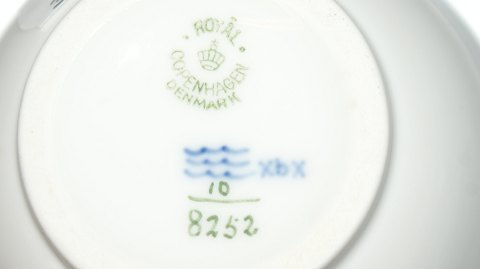 ROYAL
COPENHAGEN
DENMARK
xbx
10
8252